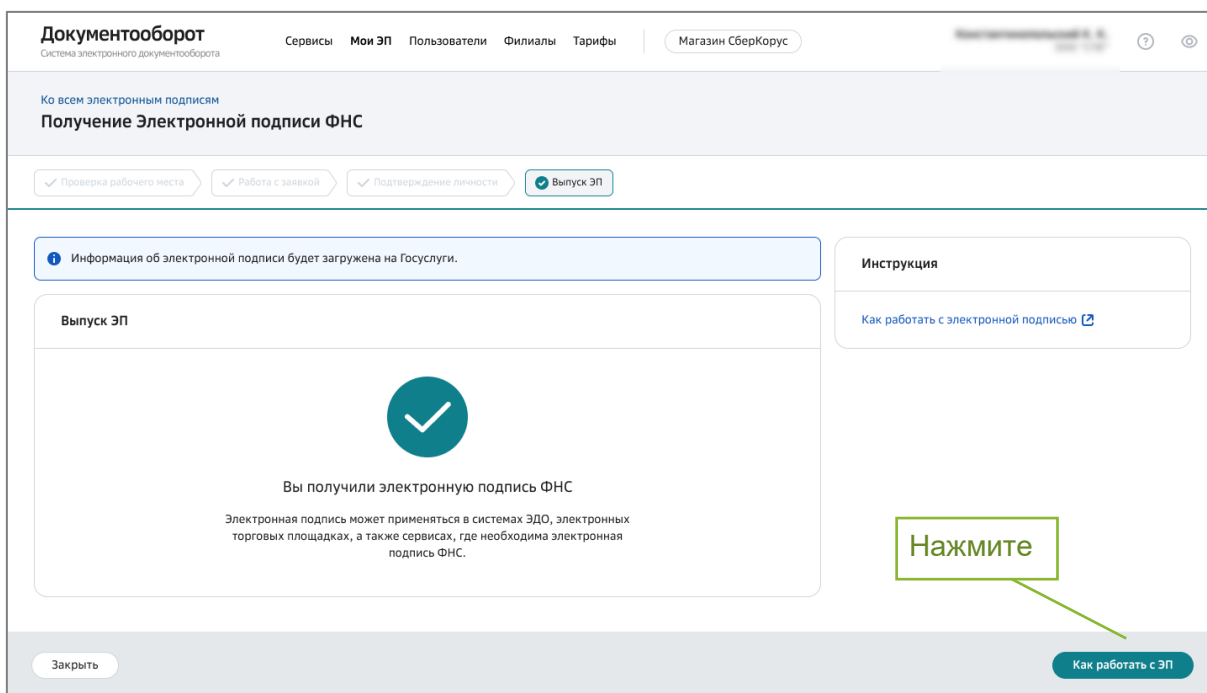 Документооборот
Система электронного документооборота
Сервисы Мои ЭП Пользователи Филиалы Тарифы Магазин СберКорус
Ко всем электронным подписям
Получение Электронной подписи ФНС
Проверка рабочего места Работа с заявкой Подтверждение личности Выпуск ЭП
Информация об электронной подписи будет загружена на Госуслуги.
Инструкция
Как работать с электронной подписью
Выпуск ЭП
Вы получили электронную подпись ФНС
Электронная подпись может применяться в системах ЭДО, электронных
торговых площадках, а также сервисах, где необходима электронная
подпись ФНС.
Нажмите
Закрыть
Как работать с ЭП